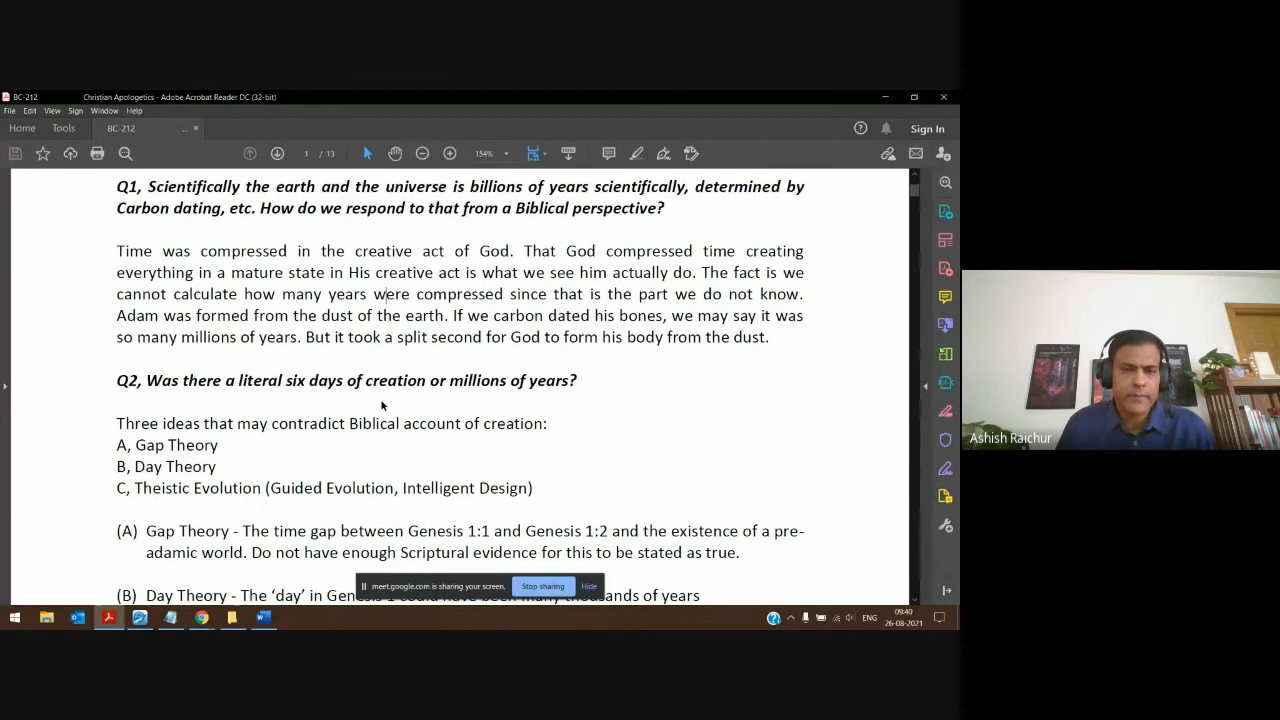 BC-212
Christian Apologetics - Adobe Acrobat Reader DC (32-bit)
File Edit View Sign Window Help
Home Tools BC-212 ... × Sign In
1 / 13 154%
Q1, Scientifically the earth and the universe is billions of years scientifically, determined by
Carbon dating, etc. How do we respond to that from a Biblical perspective?
Time was compressed in the creative act of God. That God compressed time creating
everything in a mature state in His creative act is what we see him actually do. The fact is we
cannot calculate how many years were compressed since that is the part we do not know.
Adam was formed from the dust of the earth. If we carbon dated his bones, we may say it was
so many millions of years. But it took a split second for God to form his body from the dust.
Q2, Was there a literal six days of creation or millions of years?
Three ideas that may contradict Biblical account of creation:
A, Gap Theory
B, Day Theory
C, Theistic Evolution (Guided Evolution, Intelligent Design)
(A) Gap Theory - The time gap between Genesis 1:1 and Genesis 1:2 and the existence of a pre-
adamic world. Do not have enough Scriptural evidence for this to be stated as true.
(B) Day Theory - The 'day' in Genesis 1 could have been many thousands of years
meet.google.com is sharing your screen. Stop sharing Hide
Ashish Raichur
ENG
09:40
26-08-2021